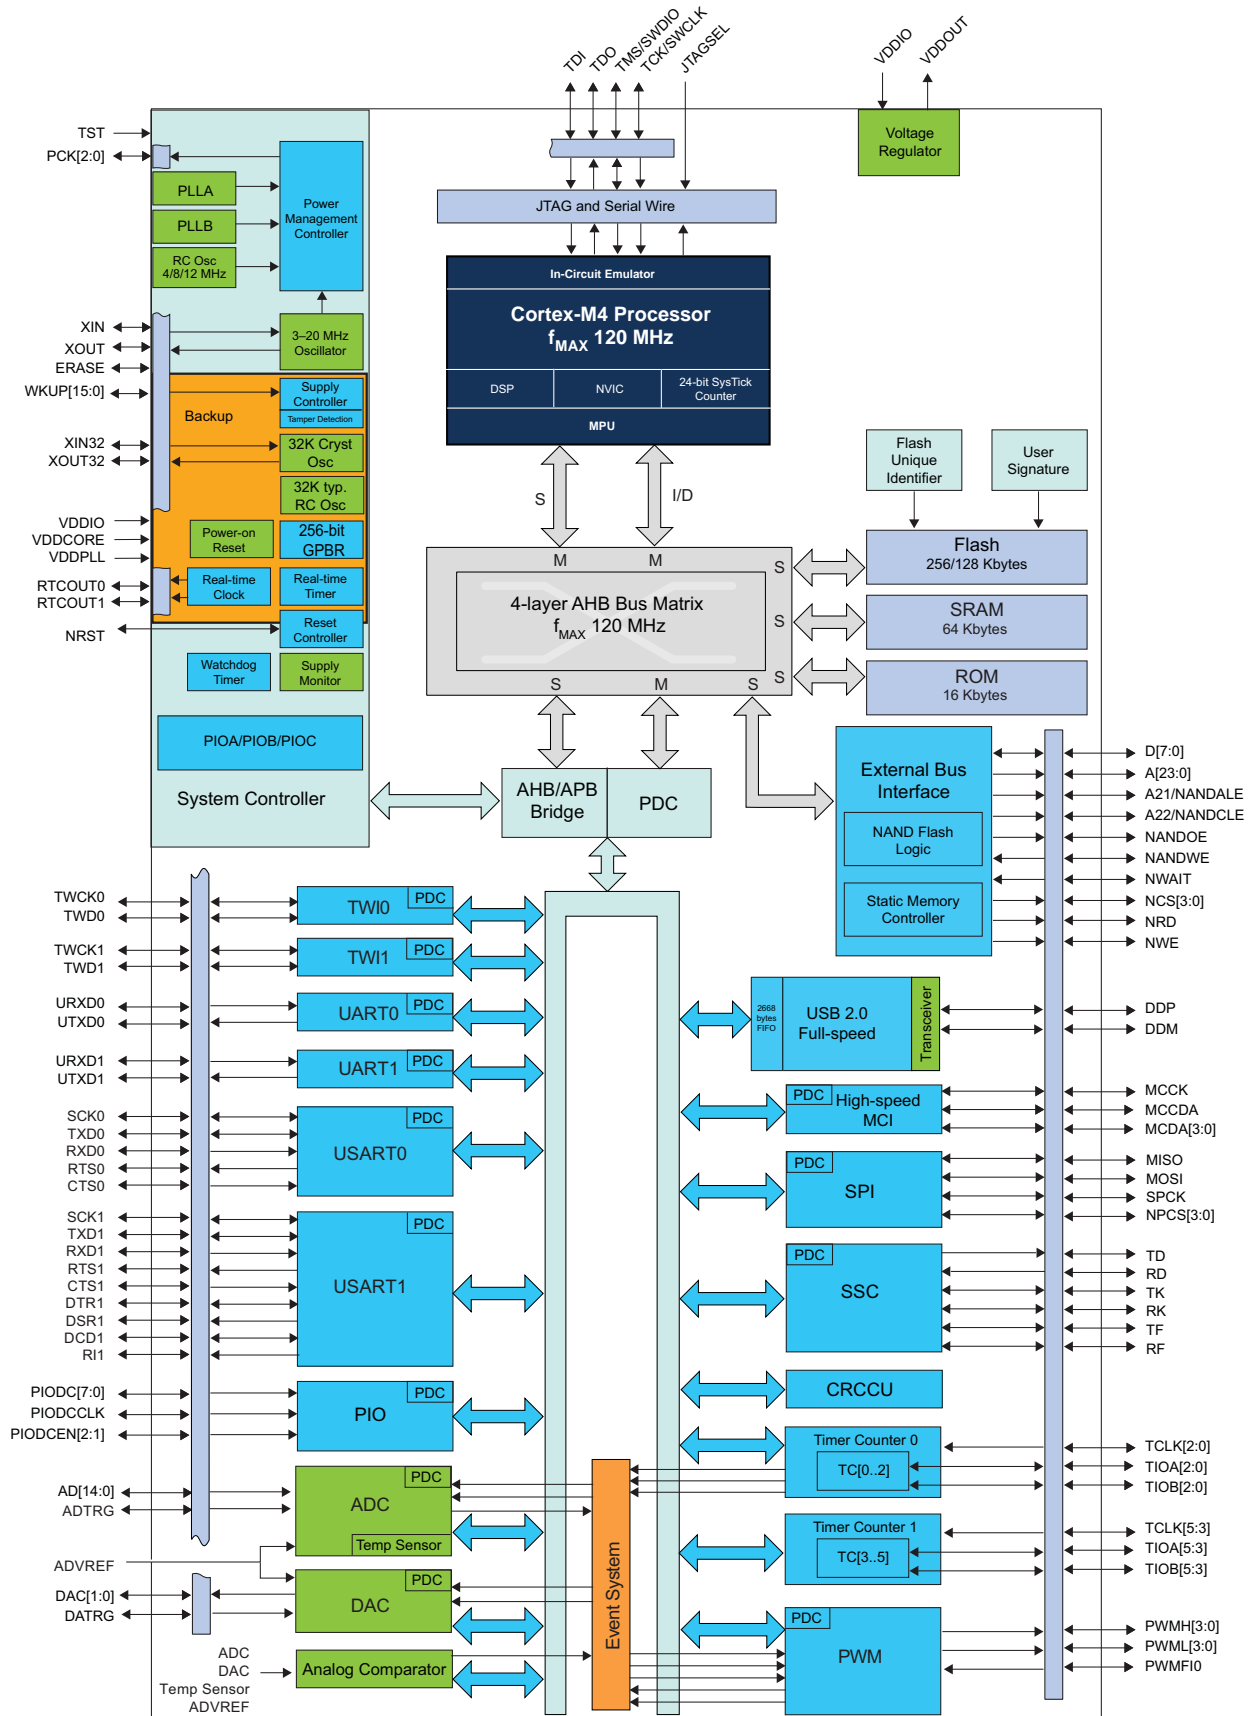 TDI
TDO
TMS/SWDIO
TCK/SWCLK
JTAGSEL
VDDIO
VDDOUT
TST
PCK[2:0]
PLLA
PLLB
RC Osc
4/8/12 MHz
Power
Management
Controller
Voltage
Regulator
JTAG and Serial Wire
In-Circuit Emulator
Cortex-M4 Processor
fMAX 120 MHz
DSP
NVIC
24-bit SysTick
Counter
MPU
XIN
XOUT
ERASE
WKUP[15:0]
XIN32
XOUT32
VDDIO
VDDCORE
VDDPLL
RTCOUT0
RTCOUT1
NRST
3–20 MHz
Oscillator
Backup
Supply
Controller
Tamper Detection
32K Cryst
Osc
32K typ.
RC Osc
Power-on
Reset
256-bit
GPBR
Real-time
Clock
Real-time
Timer
Reset
Controller
Watchdog
Timer
Supply
Monitor
PIOA/PIOB/PIOC
System Controller
S
I/D
M
M
S
S
S
S
M
S
4-layer AHB Bus Matrix
fMAX 120 MHz
Flash
Unique
Identifier
User
Signature
Flash
256/128 Kbytes
SRAM
64 Kbytes
ROM
16 Kbytes
AHB/APB
Bridge
PDC
External Bus
Interface
NAND Flash
Logic
Static Memory
Controller
D[7:0]
A[23:0]
A21/NANDALE
A22/NANDCLE
NANDOE
NANDWE
NWAIT
NCS[3:0]
NRD
NWE
TWCK0
TWD0
TWI0
PDC
TWCK1
TWD1
TWI1
PDC
URXD0
UTXD0
UART0
PDC
URXD1
UTXD1
UART1
PDC
SCK0
TXD0
RXD0
RTS0
CTS0
USART0
PDC
SCK1
TXD1
RXD1
RTS1
CTS1
DTR1
DSR1
DCD1
RI1
USART1
PDC
PIODC[7:0]
PIODCCLK
PIODCEN[2:1]
PIO
PDC
AD[14:0]
ADTRG
ADC
PDC
Temp Sensor
ADVREF
DAC[1:0]
DATRG
DAC
PDC
ADC
DAC
Temp Sensor
ADVREF
Analog Comparator
Event System
2668
bytes
FIFO
USB 2.0
Full-speed
Transceiver
DDP
DDM
PDC
High-speed
MCI
MCCK
MCCDA
MCDA[3:0]
PDC
SPI
MISO
MOSI
SPCK
NPCS[3:0]
PDC
SSC
TD
RD
TK
RK
TF
RF
CRCCU
Timer Counter 0
TC[0..2]
TCLK[2:0]
TIOA[2:0]
TIOB[2:0]
Timer Counter 1
TC[3..5]
TCLK[5:3]
TIOA[5:3]
TIOB[5:3]
PDC
PWM
PWMH[3:0]
PWML[3:0]
PWMFI0